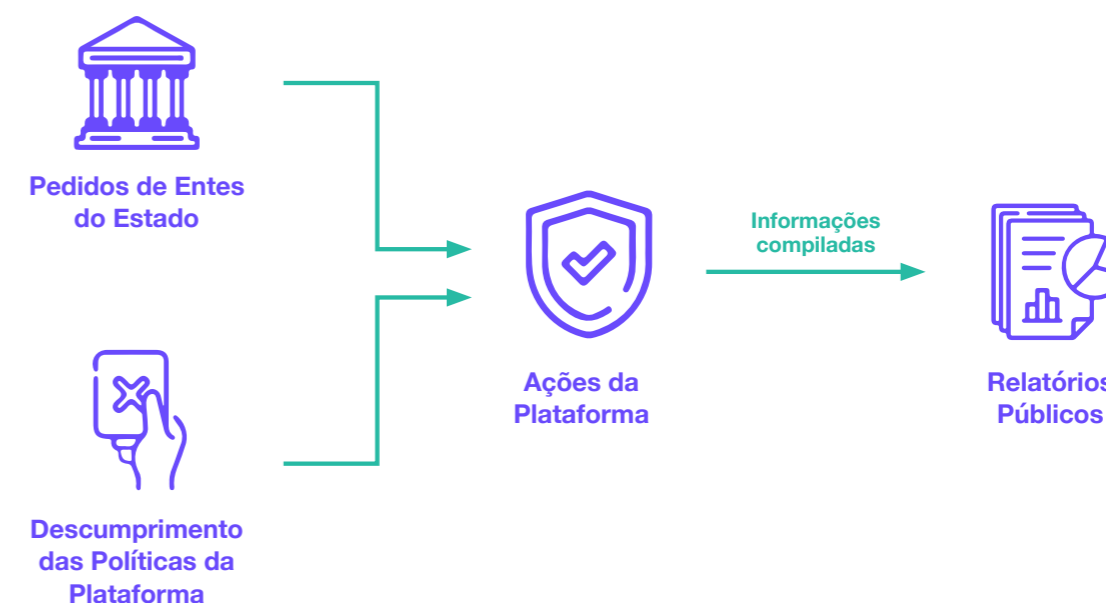 Pedidos de Entes
do Estado
Descumprimento
das Políticas da
Plataforma
Ações da
Plataforma
Informações
compiladas
Relatórios
Públicos